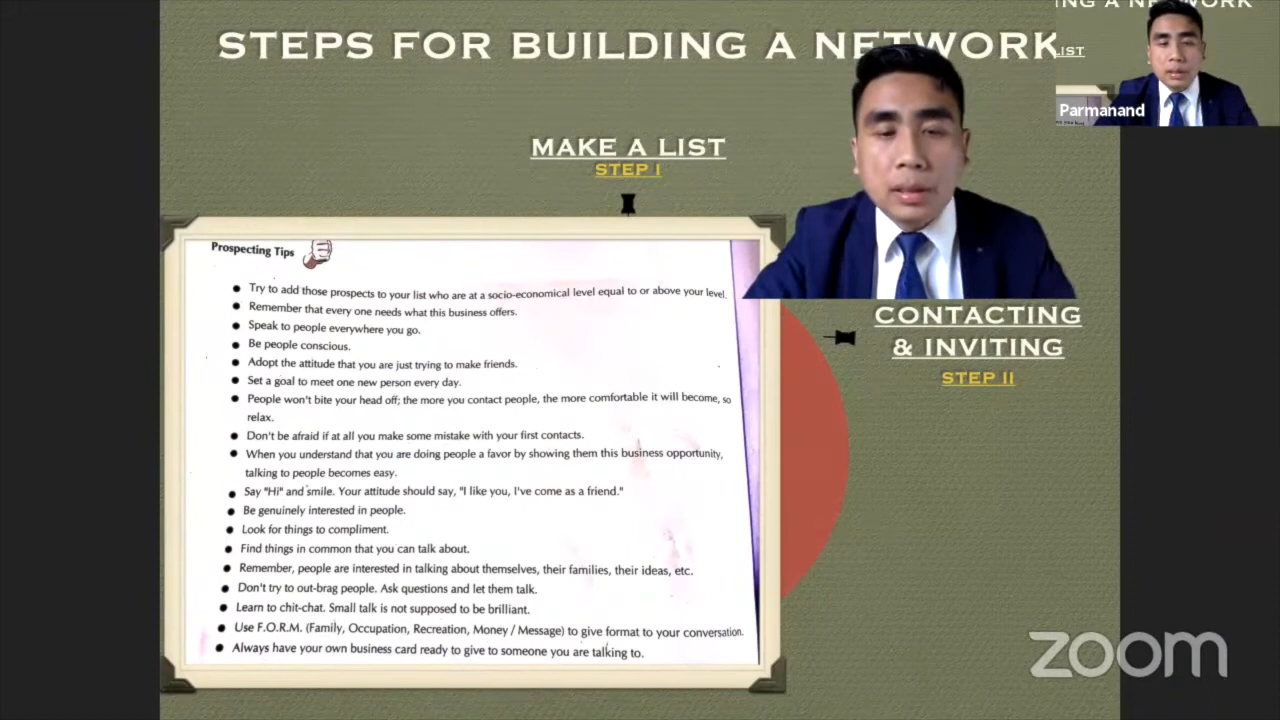 STEPS FOR BUILDING A NETWORK
LIST
Parmanand
MAKE A LIST
STEP I
Prospecting Tips
Try to add those prospects to your list who are at a socio-economical level equal to or above your level.
Remember that every one needs what this business offers.
Speak to people everywhere you go.
Be people conscious.
Adopt the attitude that you are just trying to make friends.
Set a goal to meet one new person every day.
People won't bite your head off; the more you contact people, the more comfortable it will become, so
relax.
Don't be afraid if at all you make some mistake with your first contacts.
When you understand that you are doing people a favor by showing them this business opportunity,
talking to people becomes easy.
Say "Hi" and smile. Your attitude should say, "I like you, I've come as a friend."
Be genuinely interested in people.
Look for things to compliment.
Find things in common that you can talk about.
Remember, people are interested in talking about themselves, their families, their ideas, etc.
Don't try to out-brag people. Ask questions and let them talk.
Learn to chit-chat. Small talk is not supposed to be brilliant.
Use F.O.R.M. (Family, Occupation, Recreation, Money / Message) to give format to your conversation.
Always have your own business card ready to give to someone you are talking to.
CONTACTING
& INVITING
STEP II
zoom